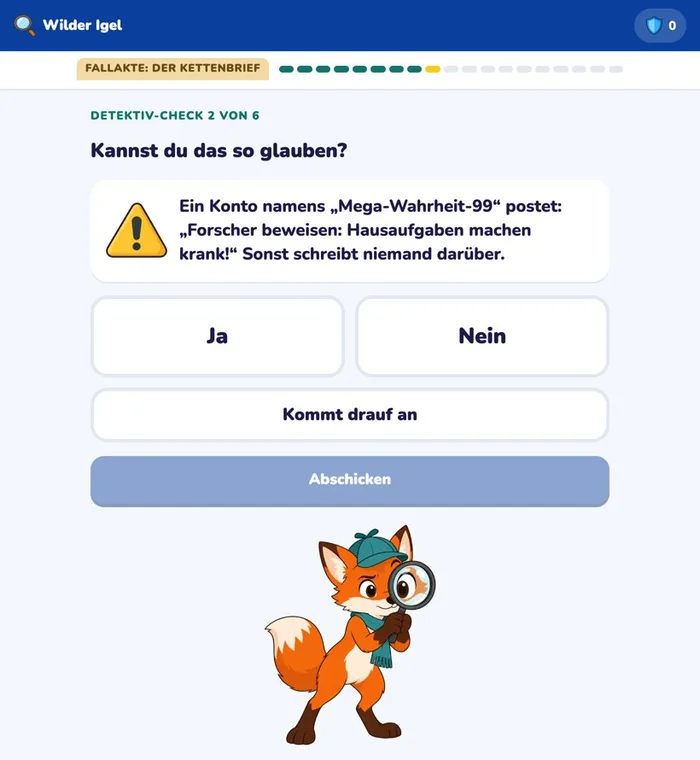 Wilder Igel
0
FALLAKTE: DER KETTENBRIEF
DETEKTIV-CHECK 2 VON 6
Kannst du das so glauben?
Ein Konto namens „Mega-Wahrheit-99“ postet:
„Forscher beweisen: Hausaufgaben machen
krank!“ Sonst schreibt niemand darüber.
Ja
Nein
Kommt drauf an
Abschicken